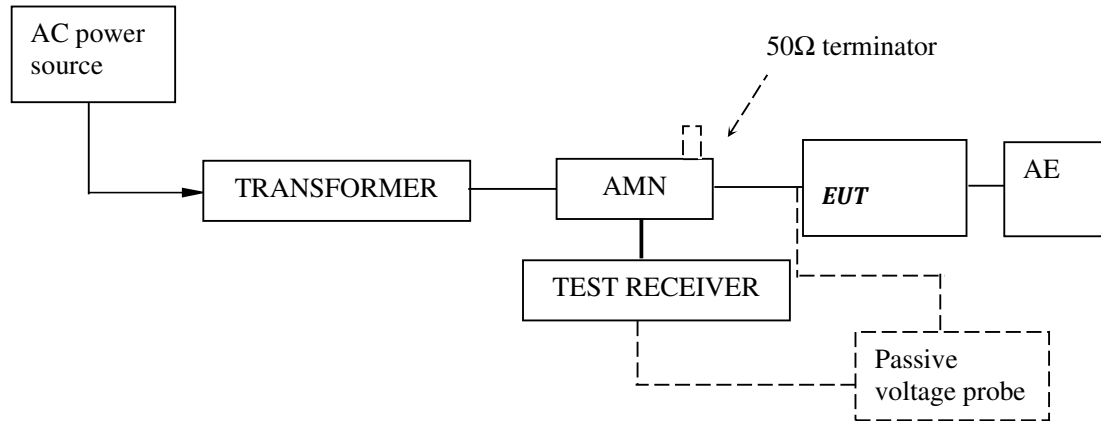 AC power
source
50Ω terminator
TRANSFORMER
AMN
EUT
AE
TEST RECEIVER
Passive
voltage probe